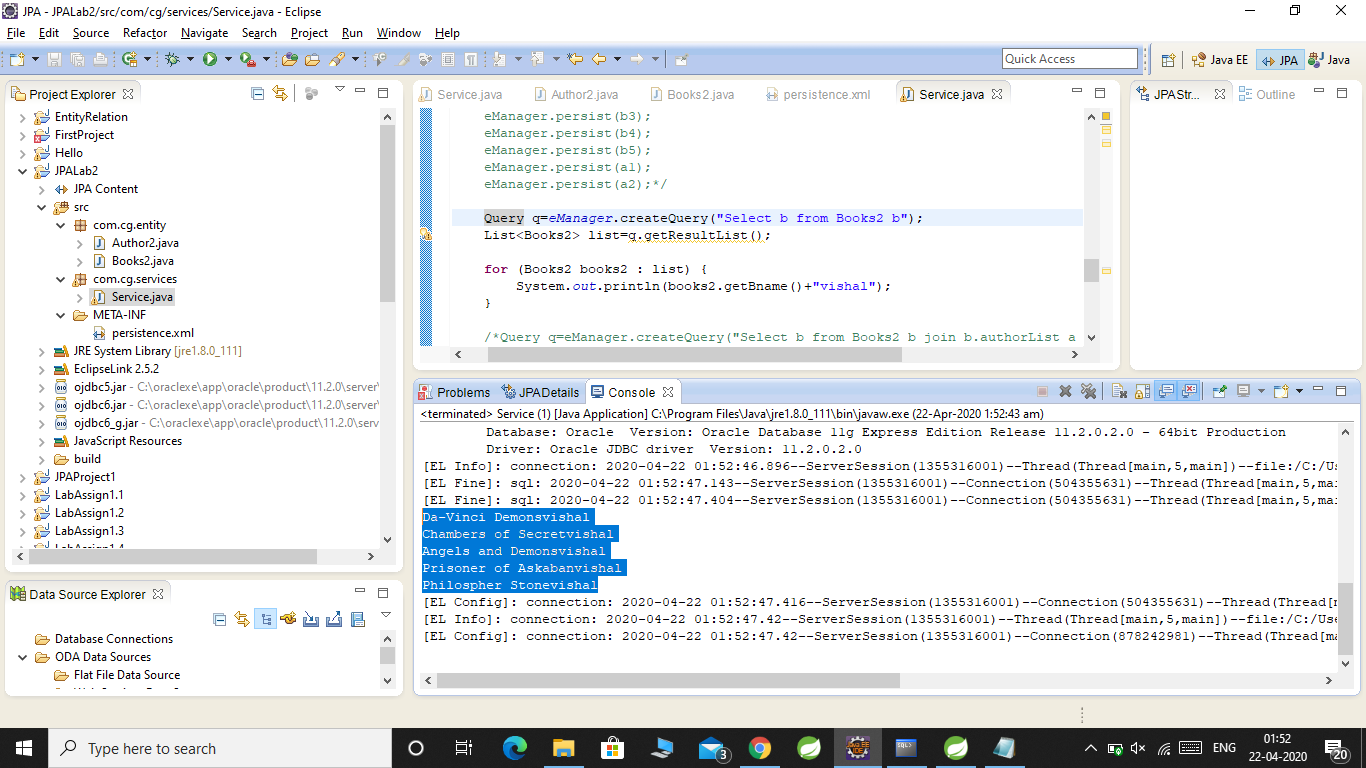 JPA - JPALab2/src/com/cg/services/Service.java - Eclipse
File Edit Source Refactor Navigate Search Project Run Window Help
Quick Access
Java EE
JPA
Java
Project Explorer
EntityRelation
FirstProject
Hello
JPALab2
JPA Content
src
com.cg.entity
Author2.java
Books2.java
com.cg.services
Service.java
META-INF
persistence.xml
JRE System Library [jre1.8.0_111]
EclipseLink 2.5.2
ojdbc5.jar - C:\oraclexe\app\oracle\product\11.2.0\server\
ojdbc6.jar - C:\oraclexe\app\oracle\product\11.2.0\server\
ojdbc6_g.jar - C:\oraclexe\app\oracle\product\11.2.0\serv
JavaScript Resources
build
JPAProject1
LabAssign1.1
LabAssign1.2
LabAssign1.3
LabAssign1.4
Data Source Explorer
Database Connections
ODA Data Sources
Flat File Data Source
Service.java Author2.java Books2.java persistence.xml Service.java
eManager.persist(b3);
eManager.persist(b4);
eManager.persist(b5);
eManager.persist(a1);
eManager.persist(a2);*/
Query q=eManager.createQuery("Select b from Books2 b");
List<Books2> list=q.getResultList();
for (Books2 books2 : list) {
System.out.println(books2.getBname()+"vishal");
}
/*Query q=eManager.createQuery("Select b from Books2 b join b.authorList a
JPA Str...
Outline
Problems JPA Details Console
<terminated> Service (1) [Java Application] C:\Program Files\Java\jre1.8.0_111\bin\javaw.exe (22-Apr-2020 1:52:43 am)
Database: Oracle Version: Oracle Database 11g Express Edition Release 11.2.0.2.0 - 64bit Production
Driver: Oracle JDBC driver Version: 11.2.0.2.0
[EL Info]: connection: 2020-04-22 01:52:46.896--ServerSession(1355316001)--Thread(Thread[main,5,main])--file:/C:/Use
[EL Fine]: sql: 2020-04-22 01:52:47.143--ServerSession(1355316001)--Connection(504355631)--Thread(Thread[main,5,mai
[EL Fine]: sql: 2020-04-22 01:52:47.404--ServerSession(1355316001)--Connection(504355631)--Thread(Thread[main,5,mai
Da-Vinci Demonsvishal
Chambers of Secretvishal
Angels and Demonsvishal
Prisoner of Askabanvishal
Philospher Stonevishal
[EL Config]: connection: 2020-04-22 01:52:47.416--ServerSession(1355316001)--Connection(504355631)--Thread(Thread[m
[EL Info]: connection: 2020-04-22 01:52:47.42--ServerSession(1355316001)--Thread(Thread[main,5,main])--file:/C:/Use
[EL Config]: connection: 2020-04-22 01:52:47.42--ServerSession(1355316001)--Connection(878242981)--Thread(Thread[ma
Type here to search
3
JAVA EE IDE
SQL>
ENG
01:52
22-04-2020
20